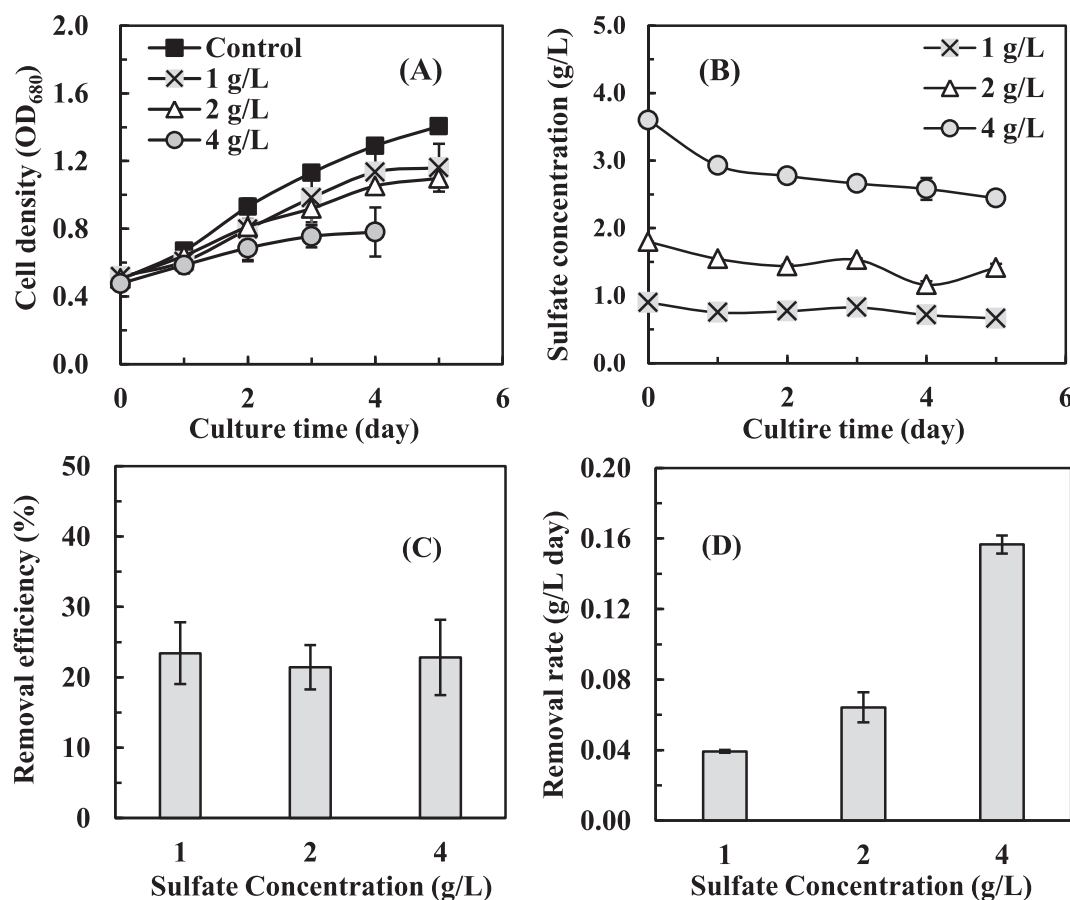 Cell density (OD680)
2.0
1.6
1.2
0.8
0.4
0.0
Control
1 g/L
2 g/L
4 g/L
(A)
0 2 4 6
Culture time (day)
Sulfate concentration (g/L)
5.0
4.0
3.0
2.0
1.0
0.0
(B)
1 g/L
2 g/L
4 g/L
0 1 2 3 4 5 6
Cultire time (day)
Removal efficiency (%)
50
40
30
20
10
0
(C)
1 2 4
Sulfate Concentration (g/L)
Removal rate (g/L day)
0.20
0.16
0.12
0.08
0.04
0.00
(D)
1 2 4
Sulfate Concentration (g/L)